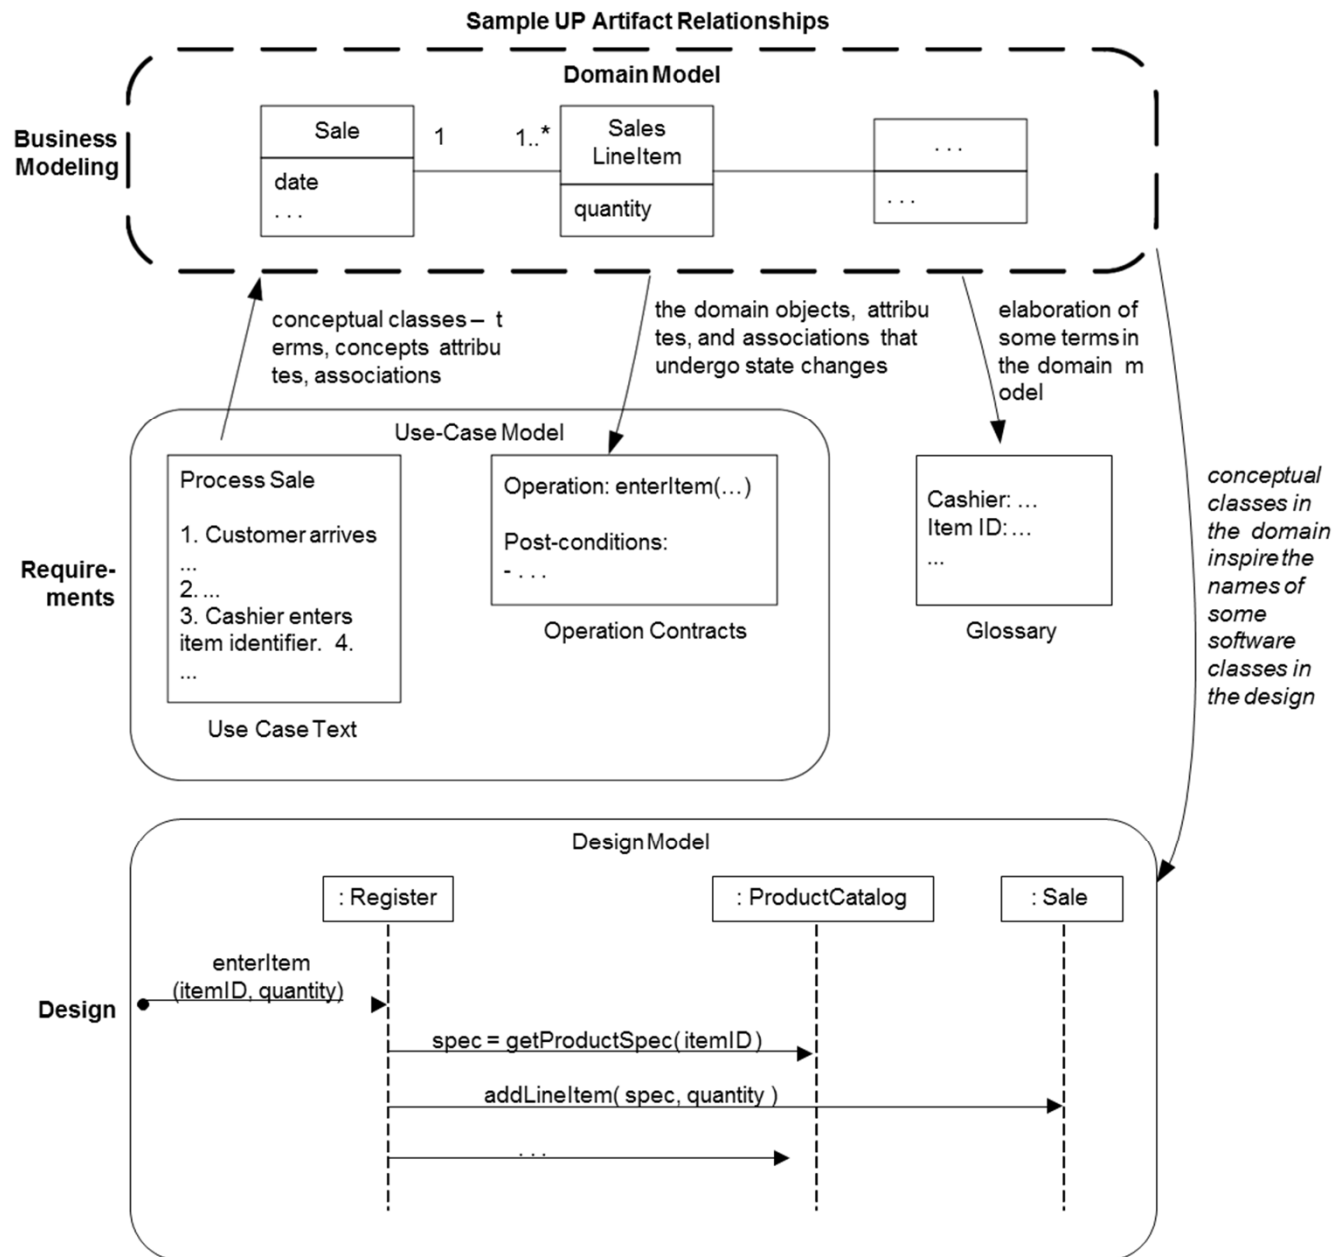 Sample UP Artifact Relationships
Domain Model
Business
Modeling
Sale
date
. . .
1
1..*
Sales
LineItem
quantity
. . .
. . .
conceptual classes – t
erms, concepts attribu
tes, associations
the domain objects, attribu
tes, and associations that
undergo state changes
elaboration of
some terms in
the domain m
odel
Require-
ments
Use-Case Model
Process Sale
1. Customer arrives
...
2. ...
3. Cashier enters
item identifier. 4.
...
Use Case Text
Operation: enterItem(…)
Post-conditions:
- . . .
Operation Contracts
Cashier: …
Item ID: …
...
Glossary
conceptual
classes in
the domain
inspire the
names of
some
software
classes in
the design
Design
Design Model
: Register
: ProductCatalog
: Sale
enterItem
(itemID, quantity)
spec = getProductSpec( itemID )
addLineItem( spec, quantity )
. . .